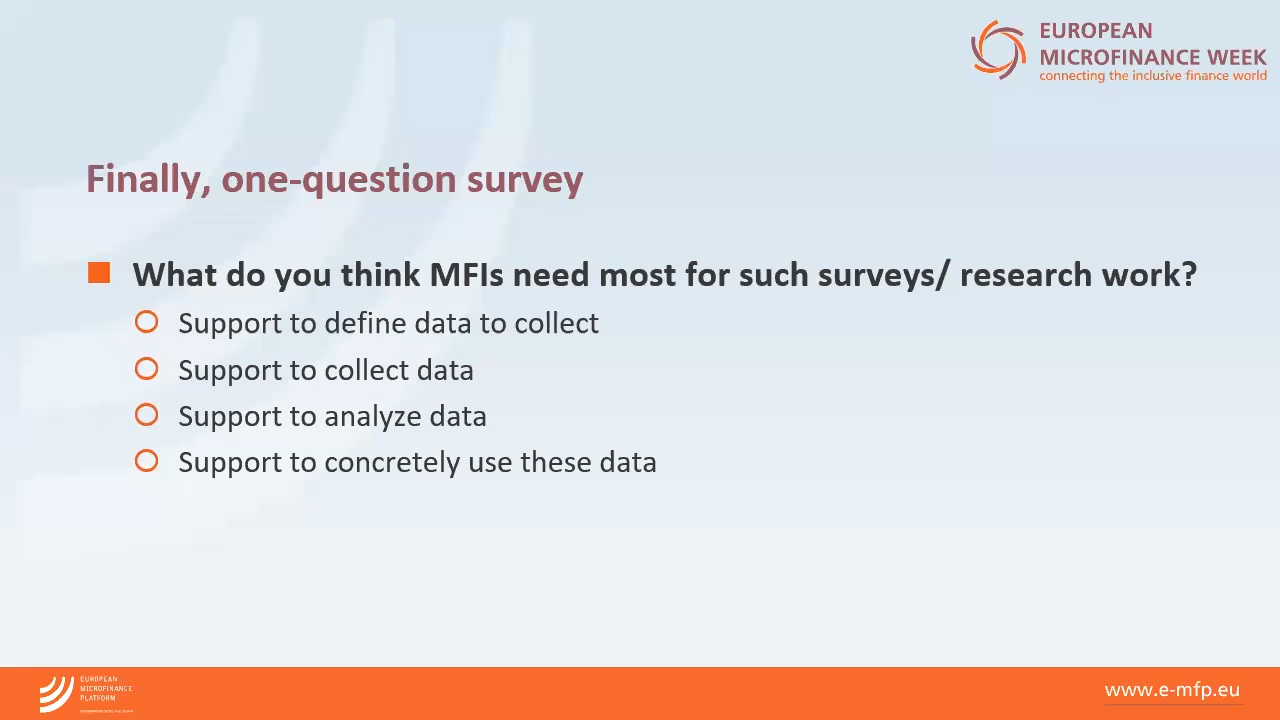 EUROPEAN
MICROFINANCE WEEK
connecting the inclusive finance world
Finally, one-question survey
What do you think MFIs need most for such surveys/ research work?
Support to define data to collect
Support to collect data
Support to analyze data
Support to concretely use these data
EUROPEAN
MICROFINANCE
PLATFORM
www.e-mfp.eu